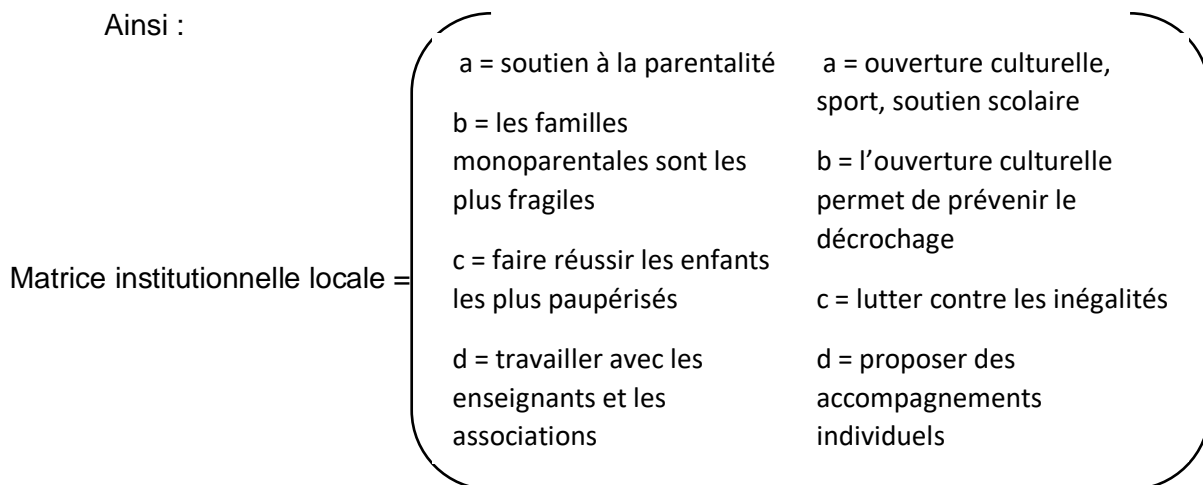 Ainsi :
a = soutien à la parentalité
b = les familles
monoparentales sont les
plus fragiles
c = faire réussir les enfants
les plus paupérisés
d = travailler avec les
enseignants et les
associations
a = ouverture culturelle,
sport, soutien scolaire
b = l’ouverture culturelle
permet de prévenir le
décrochage
c = lutter contre les inégalités
d = proposer des
accompagnements
individuels
Matrice institutionnelle locale =